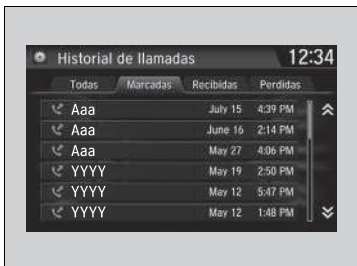 Historial de llamadas 12:34
Todas Marcadas Recibidas Perdidas
Aaa July 15 4:39 PM
Aaa June 16 2:14 PM
Aaa May 27 4:06 PM
YYYY May 19 2:50 PM
YYYY May 12 5:47 PM
YYYY May 12 1:48 PM